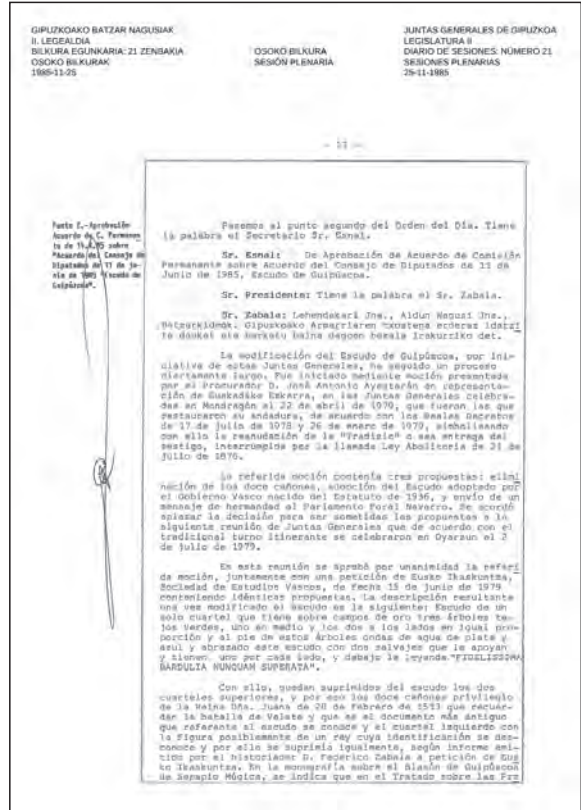 GIPUZKOAKO BATZAR NAGUSIAK
II. LEGEALDIA
BILKURA EGUNKARIA: 21 ZENBAKIA
OSOKO BILKURAK
1985-11-25
OSOKO BILKURA
SESIÓN PLENARIA
JUNTAS GENERALES DE GIPUZKOA
LEGISLATURA II
DIARIO DE SESIONES: NÚMERO 21
SESIONES PLENARIAS
25-11-1985
- 11 -
Punto 2.-Aprobación
Acuerdo de C. Permanen
te de 14.6.85 sobre
"Acuerdo del Consejo de
Diputados de 11 de ju-
nio de 1985 "Escudo de
Guipúzcoa".
Pasemos al punto segundo del Orden del Día. Tiene
la palabra el Secretario Sr. Esnal.
Sr. Esnal: De Aprobación de Acuerdo de Comisión
Permanente sobre Acuerdo del Consejo de Diputados de 11 de
Junio de 1985, Escudo de Guipúzcoa.
Sr. Presidente: Tiene la palabra el Sr. Zabala.
Sr. Zabala: Lehendakari Jna., Aldun Nagusi Jna.,
Batzarkideok. Gipuzkoako Armarriaren txostena erderaz idatzi
ta daukat eta barkatu baina dagoen bezala irakurriko det.
La modificación del Escudo de Guipúzcoa, por ini-
ciativa de estas Juntas Generales, ha seguido un proceso
ciertamente largo. Fue iniciado mediante moción presentada
por el Procurador D. José Antonio Ayestarán en representa-
ción de Euskadiko Ezkerra, en las Juntas Generales celebra-
das en Mondragón el 22 de abril de 1979, que fueron las que
restauraron su andadura, de acuerdo con los Reales Decretos
de 17 de julio de 1978 y 26 de enero de 1979, simbolisando
con ello la reanudación de la "Tradizio" o sea entrega del
testigo, interrumpida por la llamada Ley Abolitoria de 21 de
julio de 1876.
La referida moción contenía tres propuestas: elimi
nación de los doce cañones, adopción del Escudo adoptado por
el Gobierno Vasco nacido del Estatuto de 1936, y envío de un
mensaje de hermandad al Parlamento Foral Navarro. Se acordó
aplazar la decisión para ser sometidas las propuestas a la
siguiente reunión de Juntas Generales que de acuerdo con el
tradicional turno itinerante se celebraron en Oyarzun el 2
de julio de 1979.
En esta reunión se aprobó por unanimidad la referi
da moción, juntamente con una petición de Eusko Ikaskuntza,
Sociedad de Estudios Vascos, de fecha 15 de junio de 1979
conteniendo idénticas propuestas. La descripción resultante
una vez modificado el escudo es la siguiente: Escudo de un
solo cuartel que tiene sobre campos de oro tres árboles te-
jos verdes, uno en medio y los dos a los lados en igual pro-
porción y al pie de estos árboles ondas de agua de plata y
azul y abrazado este escudo con dos salvajes que le apoyan
y tienen, uno por cada lado, y debajo la leyenda "FIDELISSIMA
BARDULIA NUNQUAM SUPERATA".
Con ello, quedan suprimidos del escudo los dos
cuarteles superiores, y por eso los doce cañones privilegio
de la Reina Dña. Juana de 28 de febrero de 1513 que recuer-
dan la batalla de Velate y que es el documento más antiguo
que referente al escudo se conoce y el cuartel izquierdo con
la figura posiblemente de un rey cuya identificación se des-
conoce y por ello se suprimía igualmente, según informe emi-
tido por el historiador D. Federico Zabala a petición de Eus
ko Ikaskuntza. En la monografía sobre el Blasón de Guipúzcoa
de Serapio Múgica, se indica que en el Tratado sobre las Pro